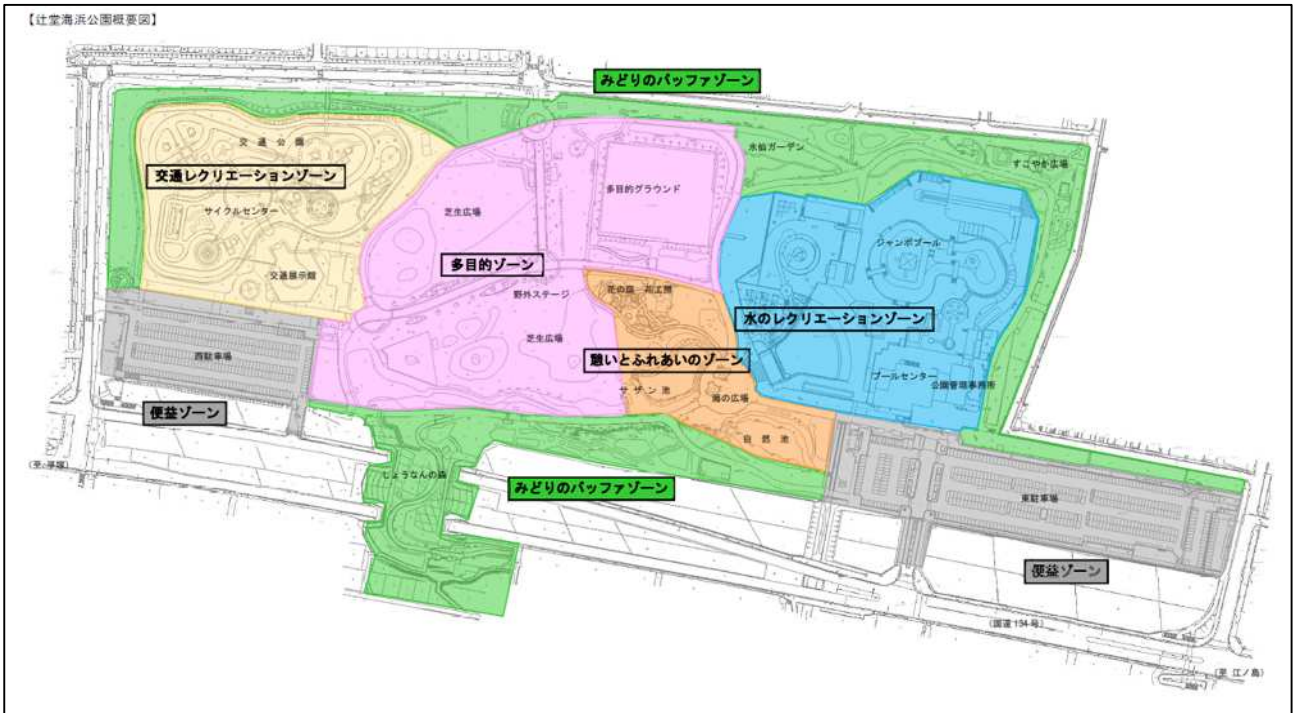 【辻堂海浜公園概要図】
みどりのバッファゾーン
交 通 公 園
水仙ガーデン
すこやか広場
交通レクリエーションゾーン
多目的グラウンド
サイクルセンター
芝生広場
ジャンボプール
交通展示館
多目的ゾーン
野外ステージ
水のレクリエーションゾーン
芝生広場
西駐車場
憩いとふれあいのゾーン
プールセンター
公園管理事務所
サ ザ ン 池
海の広場
便益ゾーン
自 然 池
(至 平塚)
しょうなんの森
みどりのバッファゾーン
東駐車場
便益ゾーン
(国道 134 号)
(至 江ノ島)